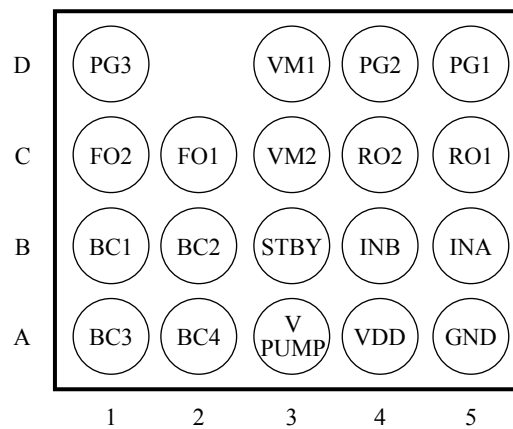 D PG3 VM1 PG2 PG1
C FO2 FO1 VM2 RO2 RO1
B BC1 BC2 STBY INB INA
A BC3 BC4 V PUMP VDD GND
1 2 3 4 5